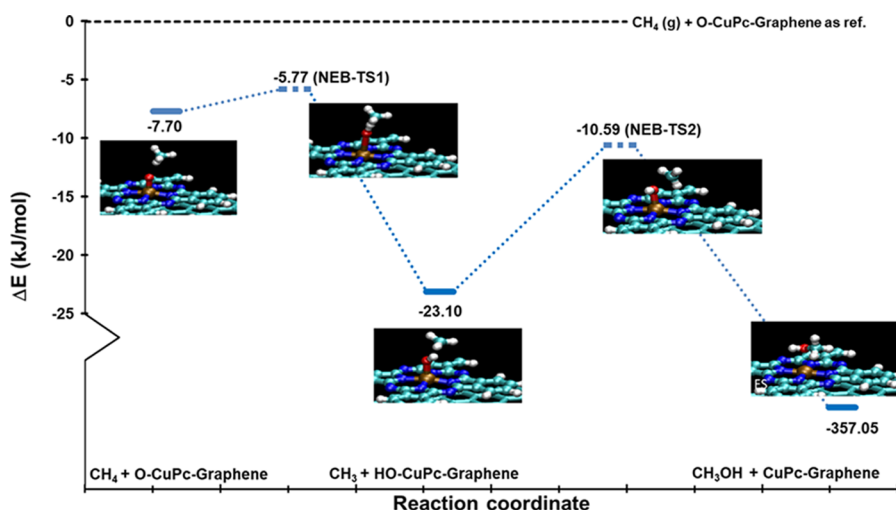 0
CH4 (g) + O-CuPc-Graphene as ref.
-5
-5.77 (NEB-TS1)
-7.70
-10
-10.59 (NEB-TS2)
-15
-20
-23.10
-25
ΔE (kJ/mol)
FS
-357.05
CH4 + O-CuPc-Graphene
CH3 + HO-CuPc-Graphene
CH3OH + CuPc-Graphene
Reaction coordinate